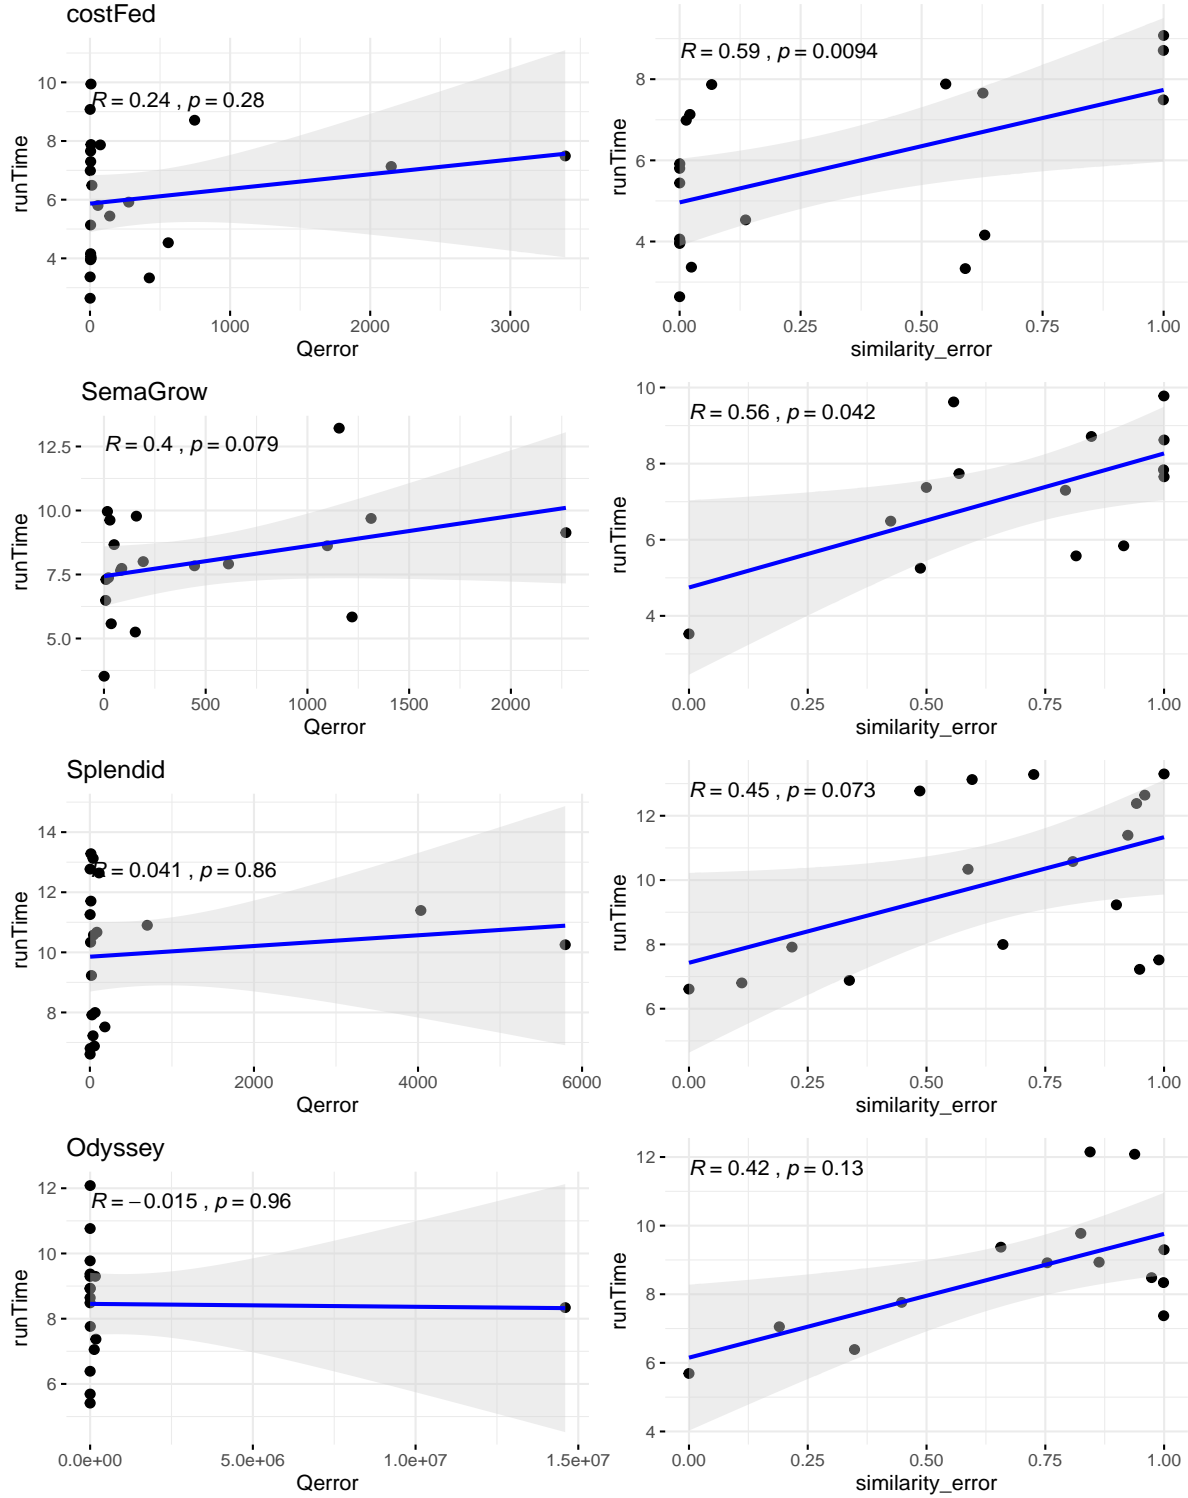 costFed
R = 0.24 , p = 0.28
10
8
6
4
runTime
0 1000 2000 3000
Qerror
R = 0.59 , p = 0.0094
8
6
4
runTime
0.00 0.25 0.50 0.75 1.00
similarity_error
SemaGrow
R = 0.4 , p = 0.079
12.5
10.0
7.5
5.0
runTime
0 500 1000 1500 2000
Qerror
R = 0.56 , p = 0.042
10
8
6
4
runTime
0.00 0.25 0.50 0.75 1.00
similarity_error
Splendid
R = 0.041 , p = 0.86
14
12
10
8
runTime
0 2000 4000 6000
Qerror
R = 0.45 , p = 0.073
12
10
8
6
runTime
0.00 0.25 0.50 0.75 1.00
similarity_error
Odyssey
R = −0.015 , p = 0.96
12
10
8
6
runTime
0.0e+00 5.0e+06 1.0e+07 1.5e+07
Qerror
R = 0.42 , p = 0.13
12
10
8
6
4
runTime
0.00 0.25 0.50 0.75 1.00
similarity_error